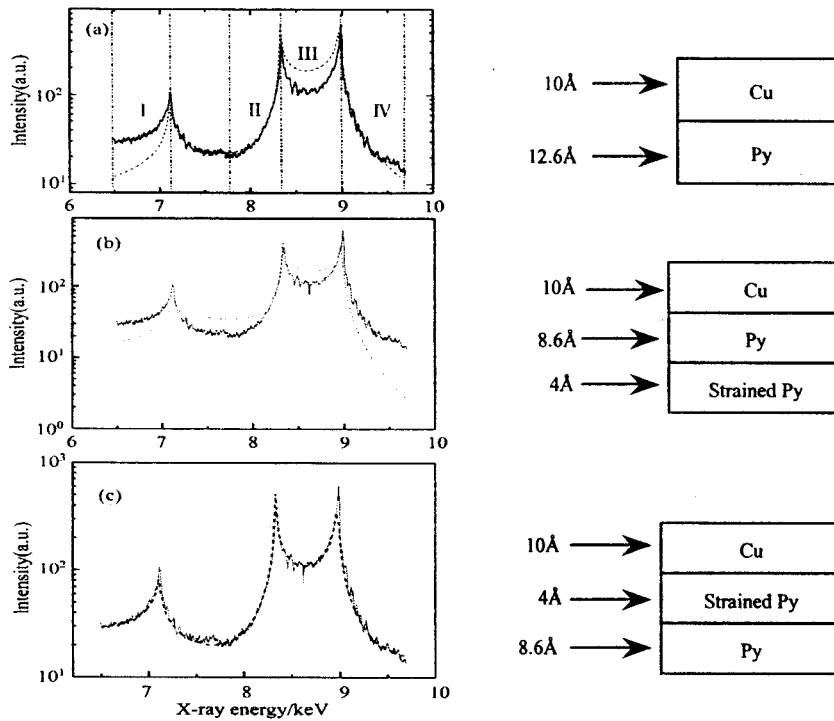 (a)
Intensity(a.u.)
10²
10¹
I
II
III
IV
6
7
8
9
10
10Å
Cu
12.6Å
Py
(b)
Intensity(a.u.)
10²
10¹
10⁰
6
7
8
9
10
10Å
Cu
8.6Å
Py
4Å
Strained Py
(c)
Intensity(a.u.)
10³
10²
10¹
7
8
9
10
X-ray energy/keV
10Å
Cu
4Å
Strained Py
8.6Å
Py